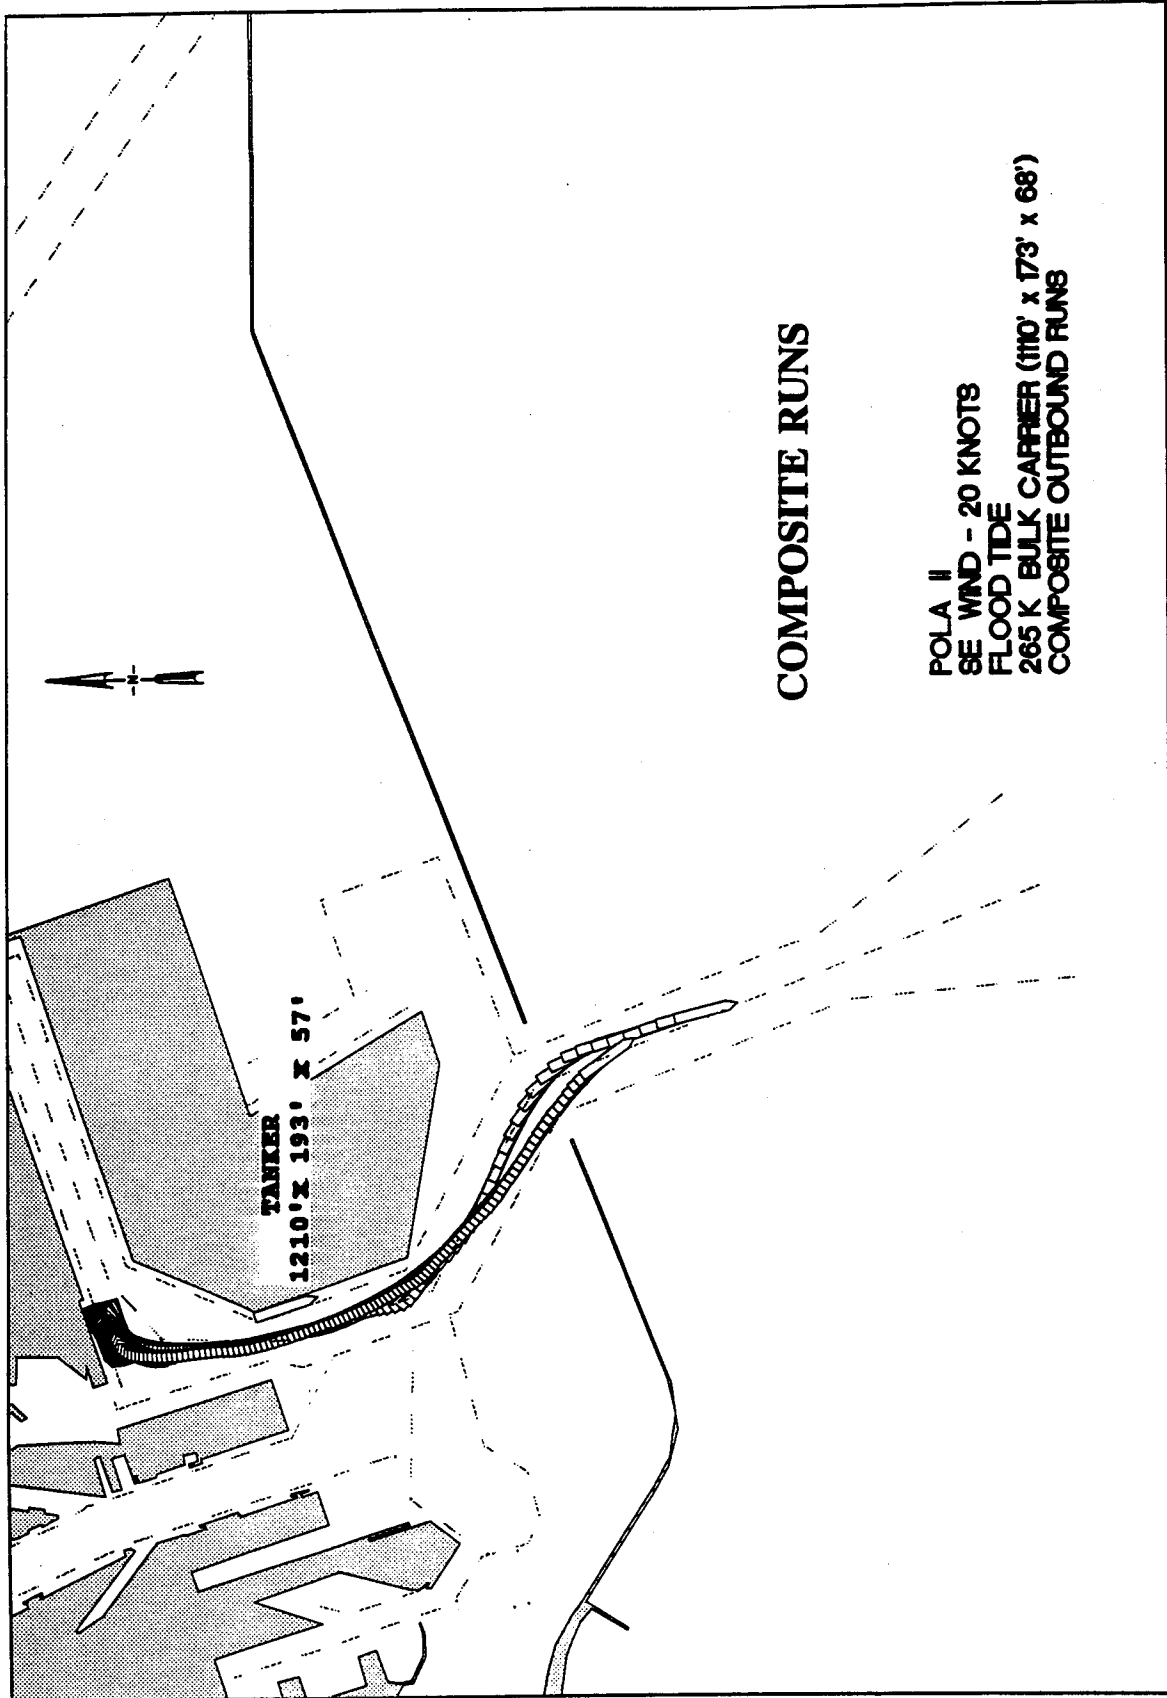 N
TANKER
1210'x 193' x 57'
COMPOSITE RUNS
POLA II
SE WIND - 20 KNOTS
FLOOD TIDE
265 K BULK CARRIER (1110' x 173' x 68')
COMPOSITE OUTBOUND RUNS